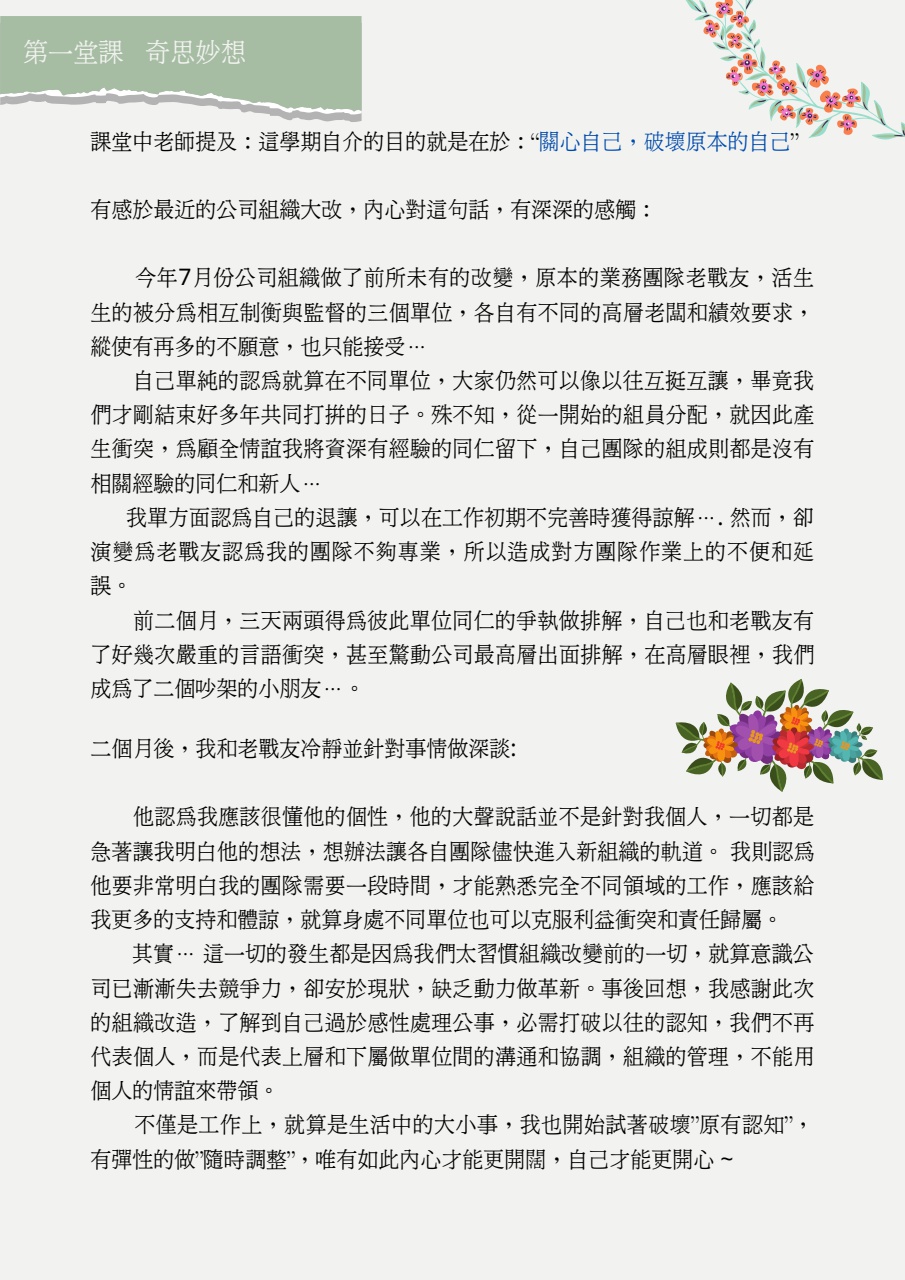 第一堂課 奇思妙想
課堂中老師提及：這學期自介的目的就是在於：“關心自己，破壞原本的自己”
有感於最近的公司組織大改，內心對這句話，有深深的感觸：
今年7月份公司組織做了前所未有的改變，原本的業務團隊老戰友，活生
生的被分為相互制衡與監督的三個單位，各自有不同的高層老闆和績效要求，
縱使有再多的不願意，也只能接受…
自己單純的認為就算在不同單位，大家仍然可以像以往互挺互讓，畢竟我
們才剛結束好多年共同打拚的日子。殊不知，從一開始的組員分配，就因此產
生衝突，為顧全情誼我將資深有經驗的同仁留下，自己團隊的組成則都是沒有
相關經驗的同仁和新人…
我單方面認為自己的退讓，可以在工作初期不完善時獲得諒解…. 然而，卻
演變為老戰友認為我的團隊不夠專業，所以造成對方團隊作業上的不便和延
誤。
前二個月，三天兩頭得為彼此單位同仁的爭執做排解，自己也和老戰友有
了好幾次嚴重的言語衝突，甚至驚動公司最高層出面排解，在高層眼裡，我們
成為了二個吵架的小朋友…。
二個月後，我和老戰友冷靜並針對事情做深談:
他認為我應該很懂他的個性，他的大聲說話並不是針對我個人，一切都是
急著讓我明白他的想法，想辦法讓各自團隊儘快進入新組織的軌道。 我則認為
他要非常明白我的團隊需要一段時間，才能熟悉完全不同領域的工作，應該給
我更多的支持和體諒，就算身處不同單位也可以克服利益衝突和責任歸屬。
其實… 這一切的發生都是因為我們太習慣組織改變前的一切，就算意識公
司已漸漸失去競爭力，卻安於現狀，缺乏動力做革新。事後回想，我感謝此次
的組織改造，了解到自己過於感性處理公事，必需打破以往的認知，我們不再
代表個人，而是代表上層和下屬做單位間的溝通和協調，組織的管理，不能用
個人的情誼來帶領。
不僅是工作上，就算是生活中的大小事，我也開始試著破壞”原有認知”，
有彈性的做”隨時調整”，唯有如此內心才能更開闊，自己才能更開心 ~